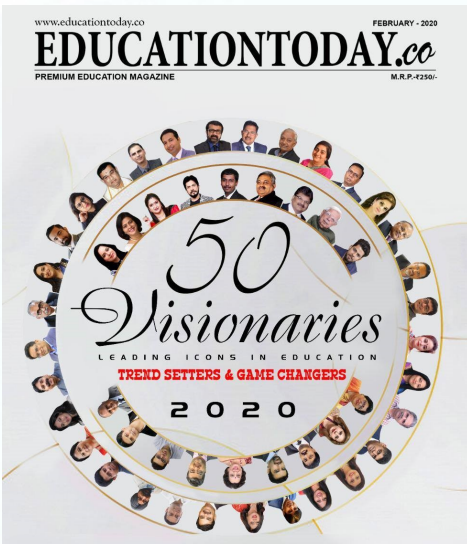 www.educationtoday.co
FEBRUARY - 2020
EDUCATIONTODAY.co
PREMIUM EDUCATION MAGAZINE
M.R.P.-₹250/-
50
Visionaries
LEADING ICONS IN EDUCATION
TREND SETTERS & GAME CHANGERS
2020